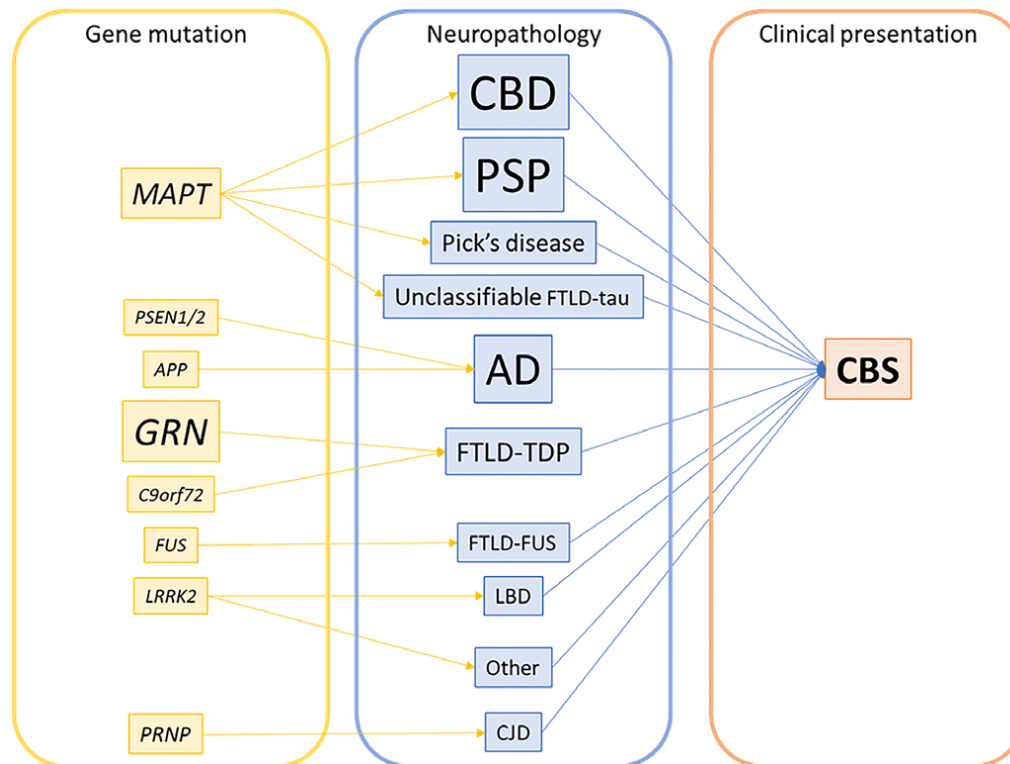 Gene mutation
Neuropathology
Clinical presentation
MAPT
PSEN1/2
APP
GRN
C9orf72
FUS
LRRK2
PRNP
CBD
PSP
Pick's disease
Unclassifiable FTLD-tau
AD
FTLD-TDP
FTLD-FUS
LBD
Other
CJD
CBS